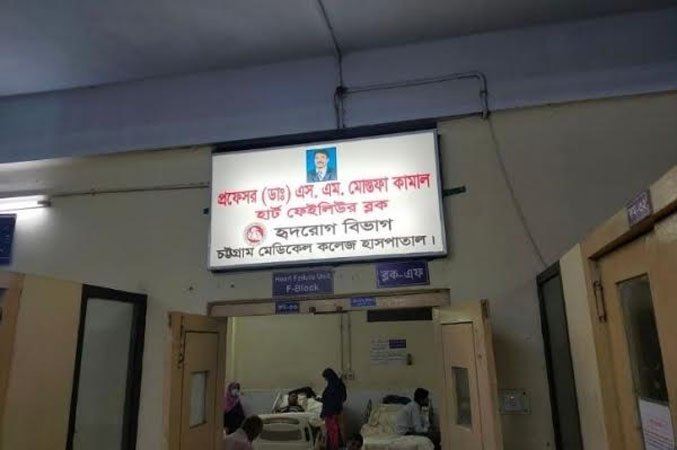 প্রফেসর (ডাঃ) এস. এম. মোস্তফা কামাল
হার্ট ফেইলিউর ব্লক
হৃদরোগ বিভাগ
চট্টগ্রাম মেডিকেল কলেজ হাসপাতাল।
Heart Failure Unit
F-Block
ব্লক-এফ